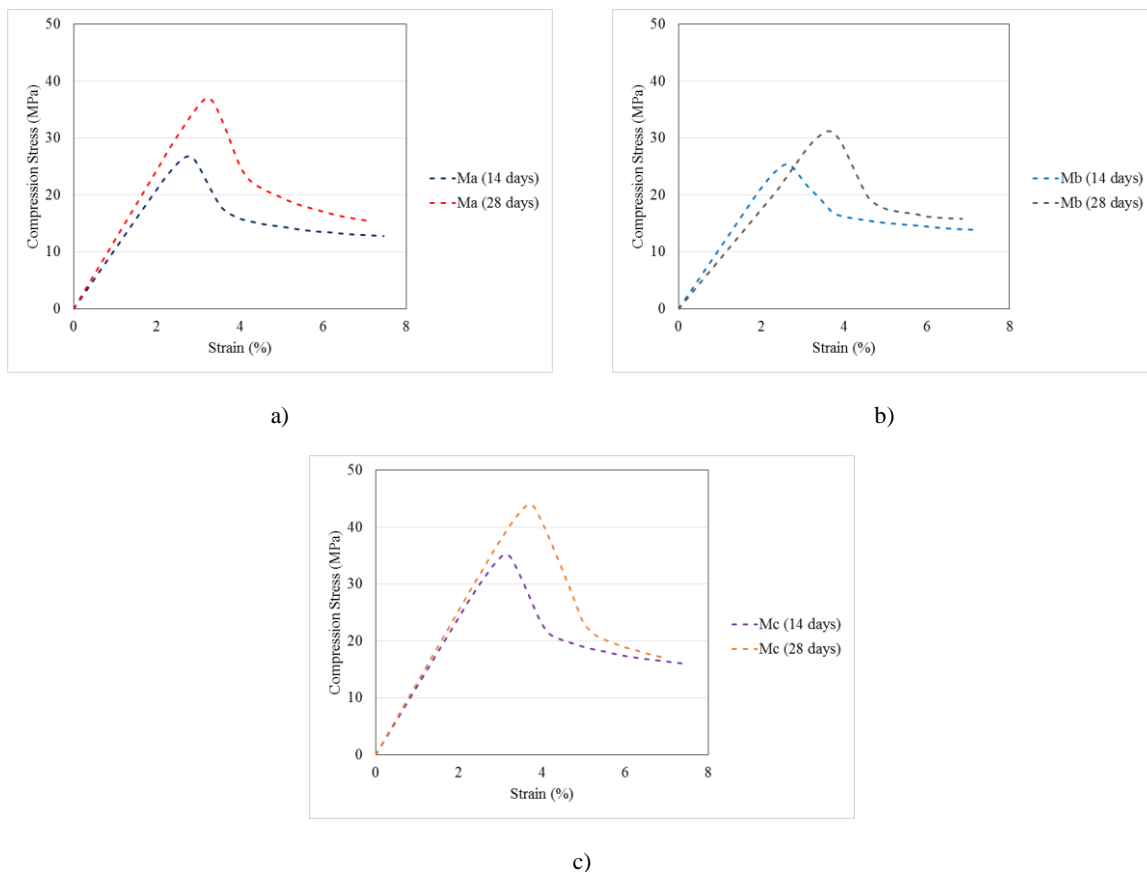 50
40
30
20
10
0
Compression Stress (MPa)
0 2 4 6 8
Strain (%)
Ma (14 days)
Ma (28 days)
a)
50
40
30
20
10
0
Compression Stress (MPa)
0 2 4 6 8
Strain (%)
Mb (14 days)
Mb (28 days)
b)
50
40
30
20
10
0
Compression Stress (MPa)
0 2 4 6 8
Strain (%)
Mc (14 days)
Mc (28 days)
c)